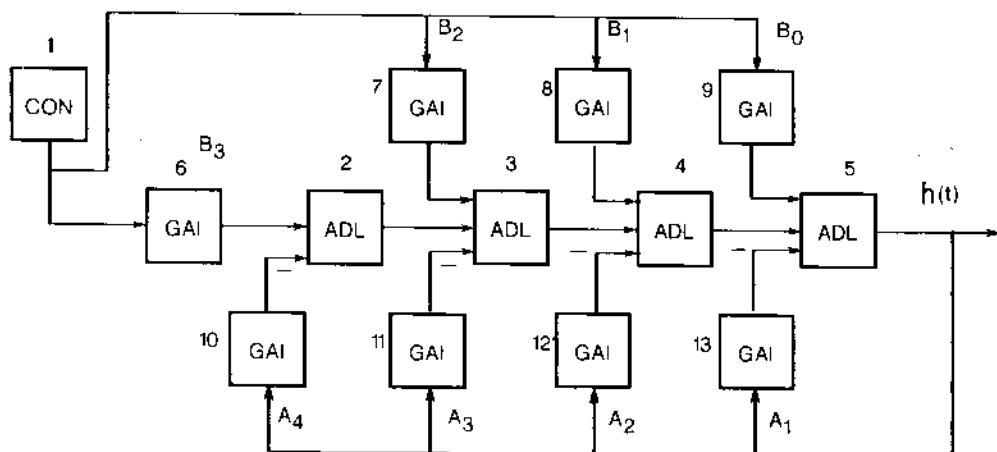 1
B₂
B₁
B₀
CON
7
GAI
8
GAI
9
GAI
B₃
6
2
3
4
5
h(t)
GAI
ADL
ADL
ADL
ADL
−
−
−
−
10
GAI
11
GAI
12
GAI
13
GAI
A₄
A₃
A₂
A₁